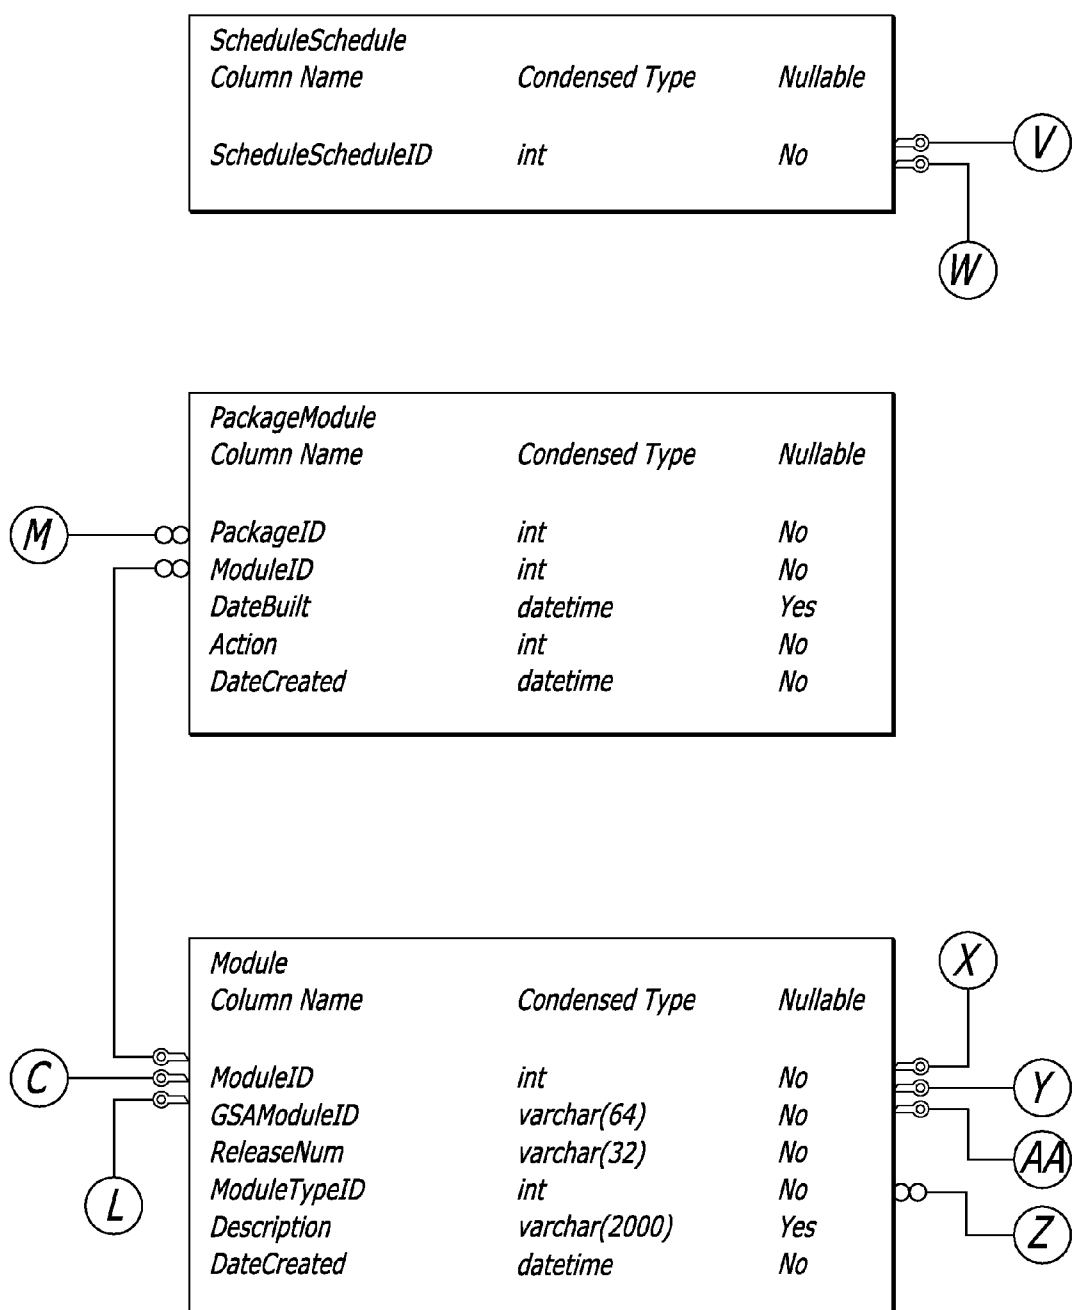 ScheduleSchedule
Column Name Condensed Type Nullable
ScheduleScheduleID int No
V
W
PackageModule
Column Name Condensed Type Nullable
M
PackageID int No
ModuleID int No
DateBuilt datetime Yes
Action int No
DateCreated datetime No
Module
X
Column Name Condensed Type Nullable
C
ModuleID int No
Y
GSAModuleID varchar(64) No
ReleaseNum varchar(32) No
AA
ModuleTypeID int No
L
Description varchar(2000) Yes
Z
DateCreated datetime No